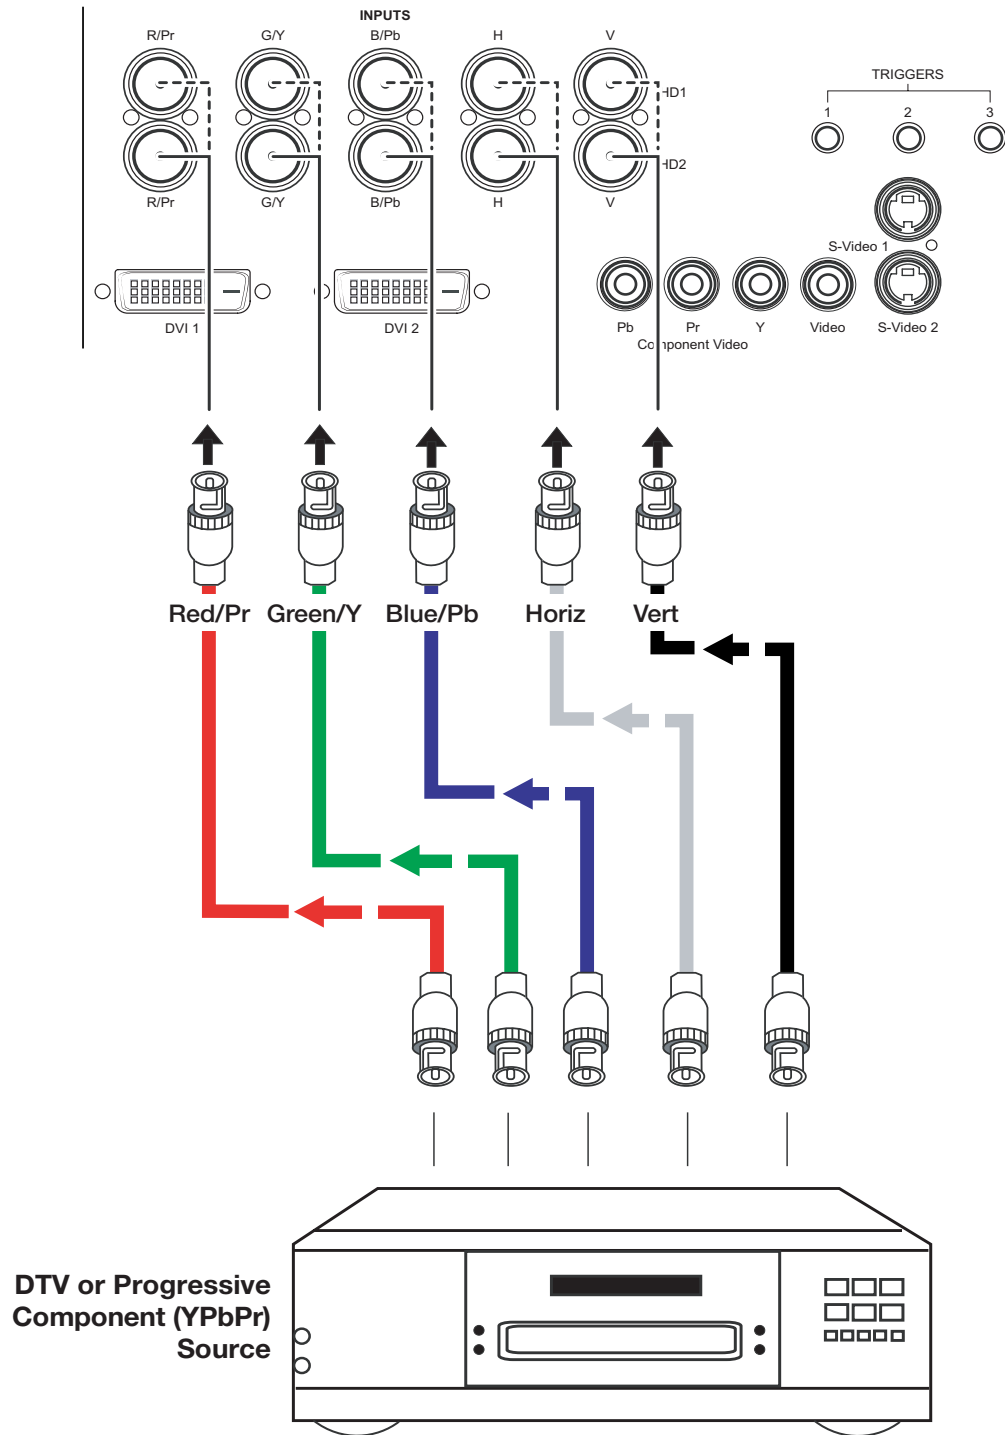 INPUTS
R/Pr G/Y B/Pb H V
TRIGGERS
HD1
1 2 3
HD2
R/Pr G/Y B/Pb H V
S-Video 1
DVI 1 DVI 2 Pb Pr Y Video S-Video 2
Component Video
Red/Pr Green/Y Blue/Pb Horiz Vert
DTV or Progressive
Component (YPbPr)
Source